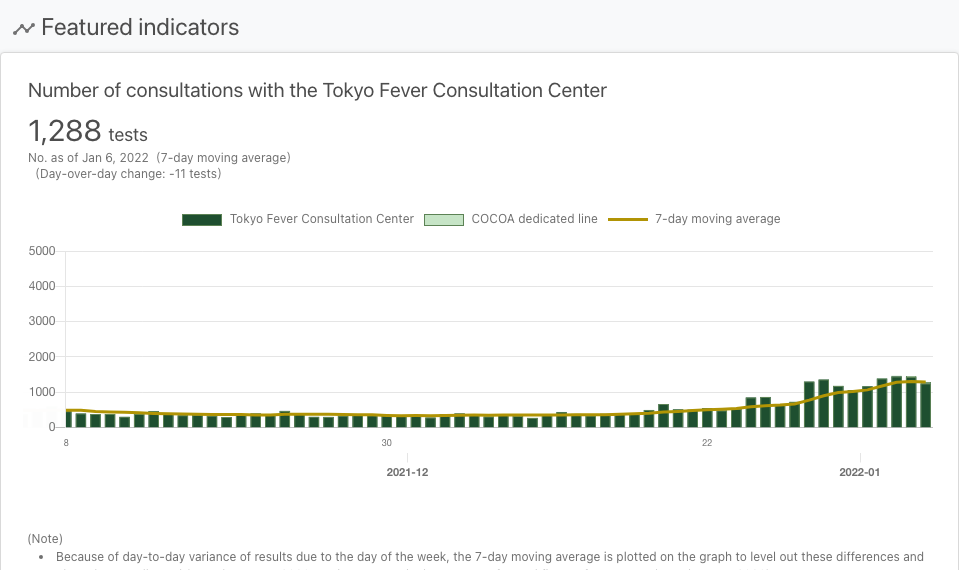 Featured indicators
Number of consultations with the Tokyo Fever Consultation Center
1,288 tests
No. as of Jan 6, 2022 (7-day moving average)
(Day-over-day change: -11 tests)
Tokyo Fever Consultation Center COCOA dedicated line 7-day moving average
5000
4000
3000
2000
1000
0
8 30 22
2021-12 2022-01
(Note)
• Because of day-to-day variance of results due to the day of the week, the 7-day moving average is plotted on the graph to level out these differences and